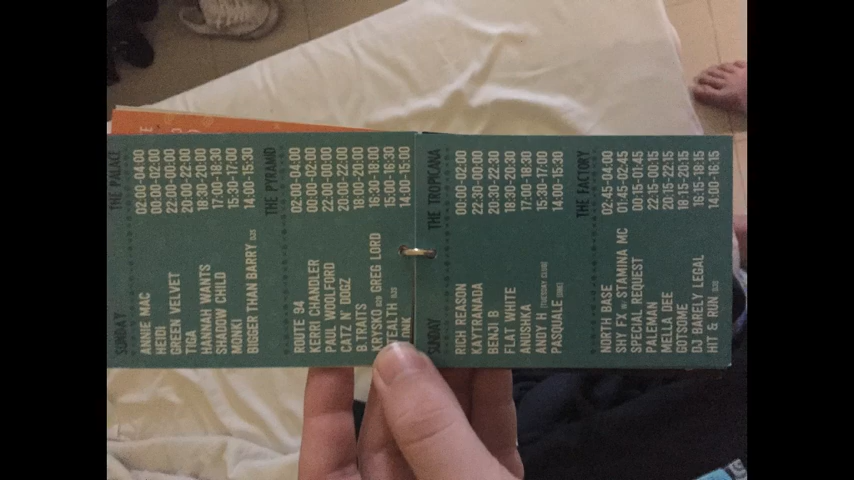 SUNDAY THE PALACE
ANNIE MAC 02:00-04:00
HEIDI 00:00-02:00
GREEN VELVET 22:00-00:00
TIGA 20:00-22:00
HANNAH WANTS 18:30-20:00
SHADOW CHILD 17:00-18:30
MONKI 15:30-17:00
BIGGER THAN BARRY B2B 14:00-15:30
THE PYRAMID
ROUTE 94 02:00-04:00
KERRI CHANDLER 00:00-02:00
PAUL WOOLFORD 22:00-00:00
CATZ N' DOGZ 20:00-22:00
B.TRAITS 18:00-20:00
KRYSKO B2B GREG LORD 16:30-18:00
TEALTH B2B 15:00-16:30
ONK 14:00-15:00
SUNDAY THE TROPICANA
RICH REASON 00:00-02:00
KAYTRANADA 22:30-00:00
BENJI B 20:30-22:30
FLAT WHITE 18:30-20:30
ANUSHKA 17:00-18:30
ANDY H 15:30-17:00
PASQUALE 14:00-15:30
THE FACTORY
NORTH BASE 02:45-04:00
SHY FX & STAMINA MC 01:45-02:45
SPECIAL REQUEST 00:15-01:45
PALEMAN 22:15-00:15
MELLA DEE 20:15-22:15
GOTSOME 18:15-20:15
DJ BARELY LEGAL 16:15-18:15
HIT & RUN B2B 14:00-16:15